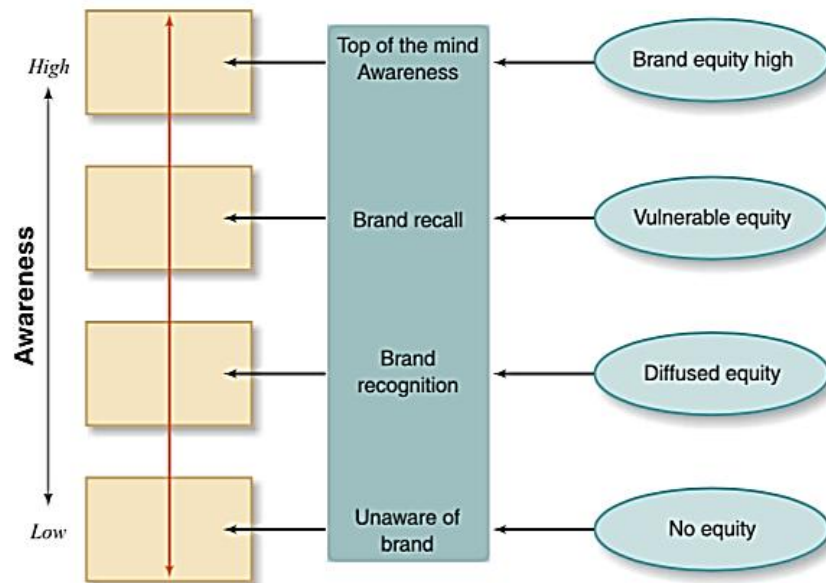 High
Top of the mind
Awareness
Brand equity high
Brand recall
Vulnerable equity
Awareness
Brand
recognition
Diffused equity
Low
Unaware of
brand
No equity